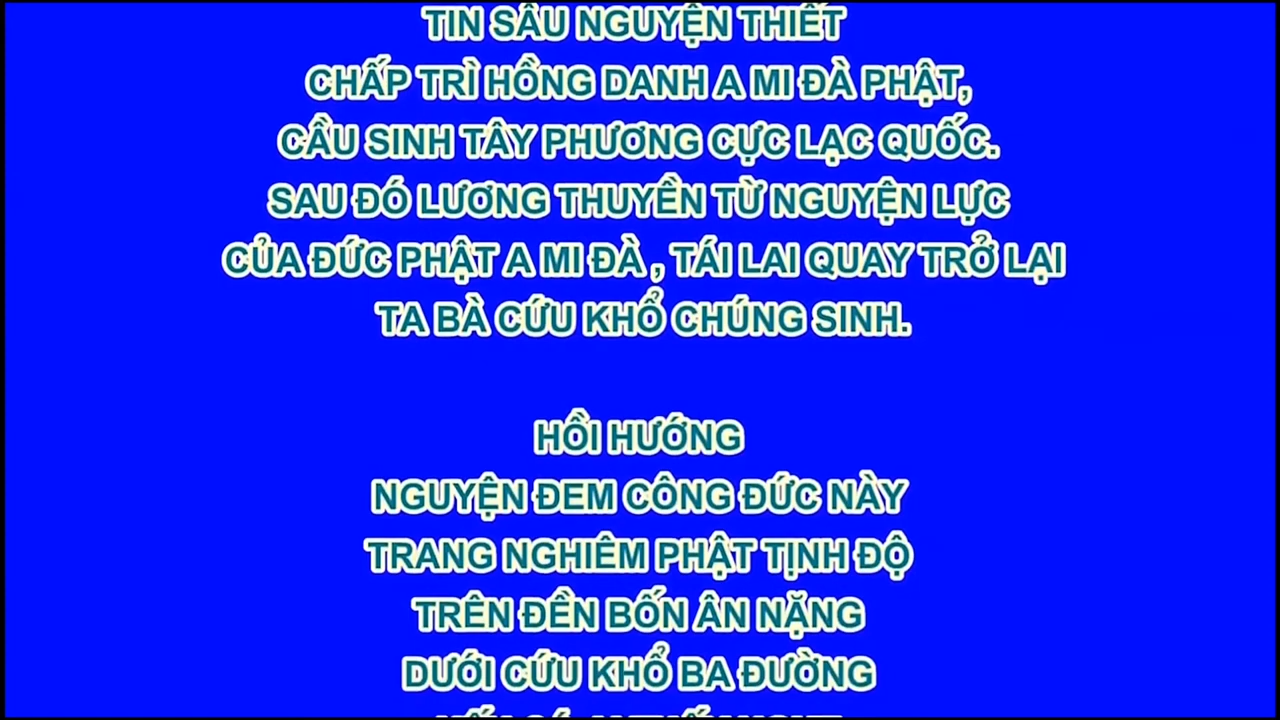 TIN SÂU NGUYỆN THIẾT
CHẤP TRÌ HỒNG DANH A MI ĐÀ PHẬT,
CẦU SINH TÂY PHƯƠNG CỰC LẠC QUỐC.
SAU ĐÓ LƯƠNG THUYỀN TỪ NGUYỆN LỰC
CỦA ĐỨC PHẬT A MI ĐÀ , TÁI LAI QUAY TRỞ LẠI
TA BÀ CỨU KHỔ CHÚNG SINH.
HỒI HƯỚNG
NGUYỆN ĐEM CÔNG ĐỨC NÀY
TRANG NGHIÊM PHẬT TỊNH ĐỘ
TRÊN ĐỀN BỐN ÂN NẶNG
DƯỚI CỨU KHỔ BA ĐƯỜNG